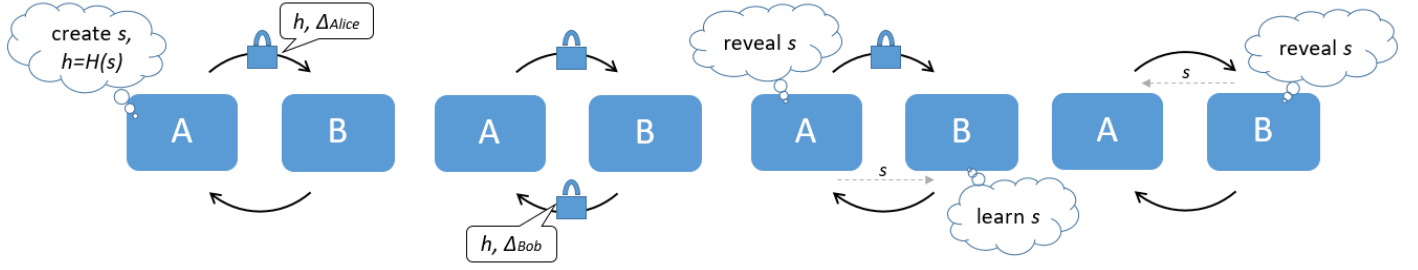 create s,
h=H(s)
h, ΔAlice
A
B
A
B
h, ΔBob
reveal s
A
B
s
learn s
reveal s
s
A
B